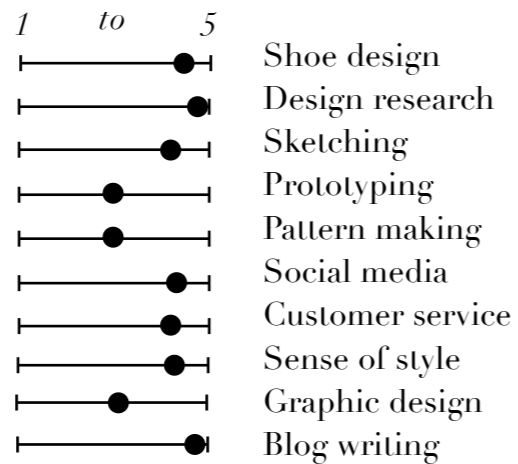 1 to 5
Shoe design
Design research
Sketching
Prototyping
Pattern making
Social media
Customer service
Sense of style
Graphic design
Blog writing